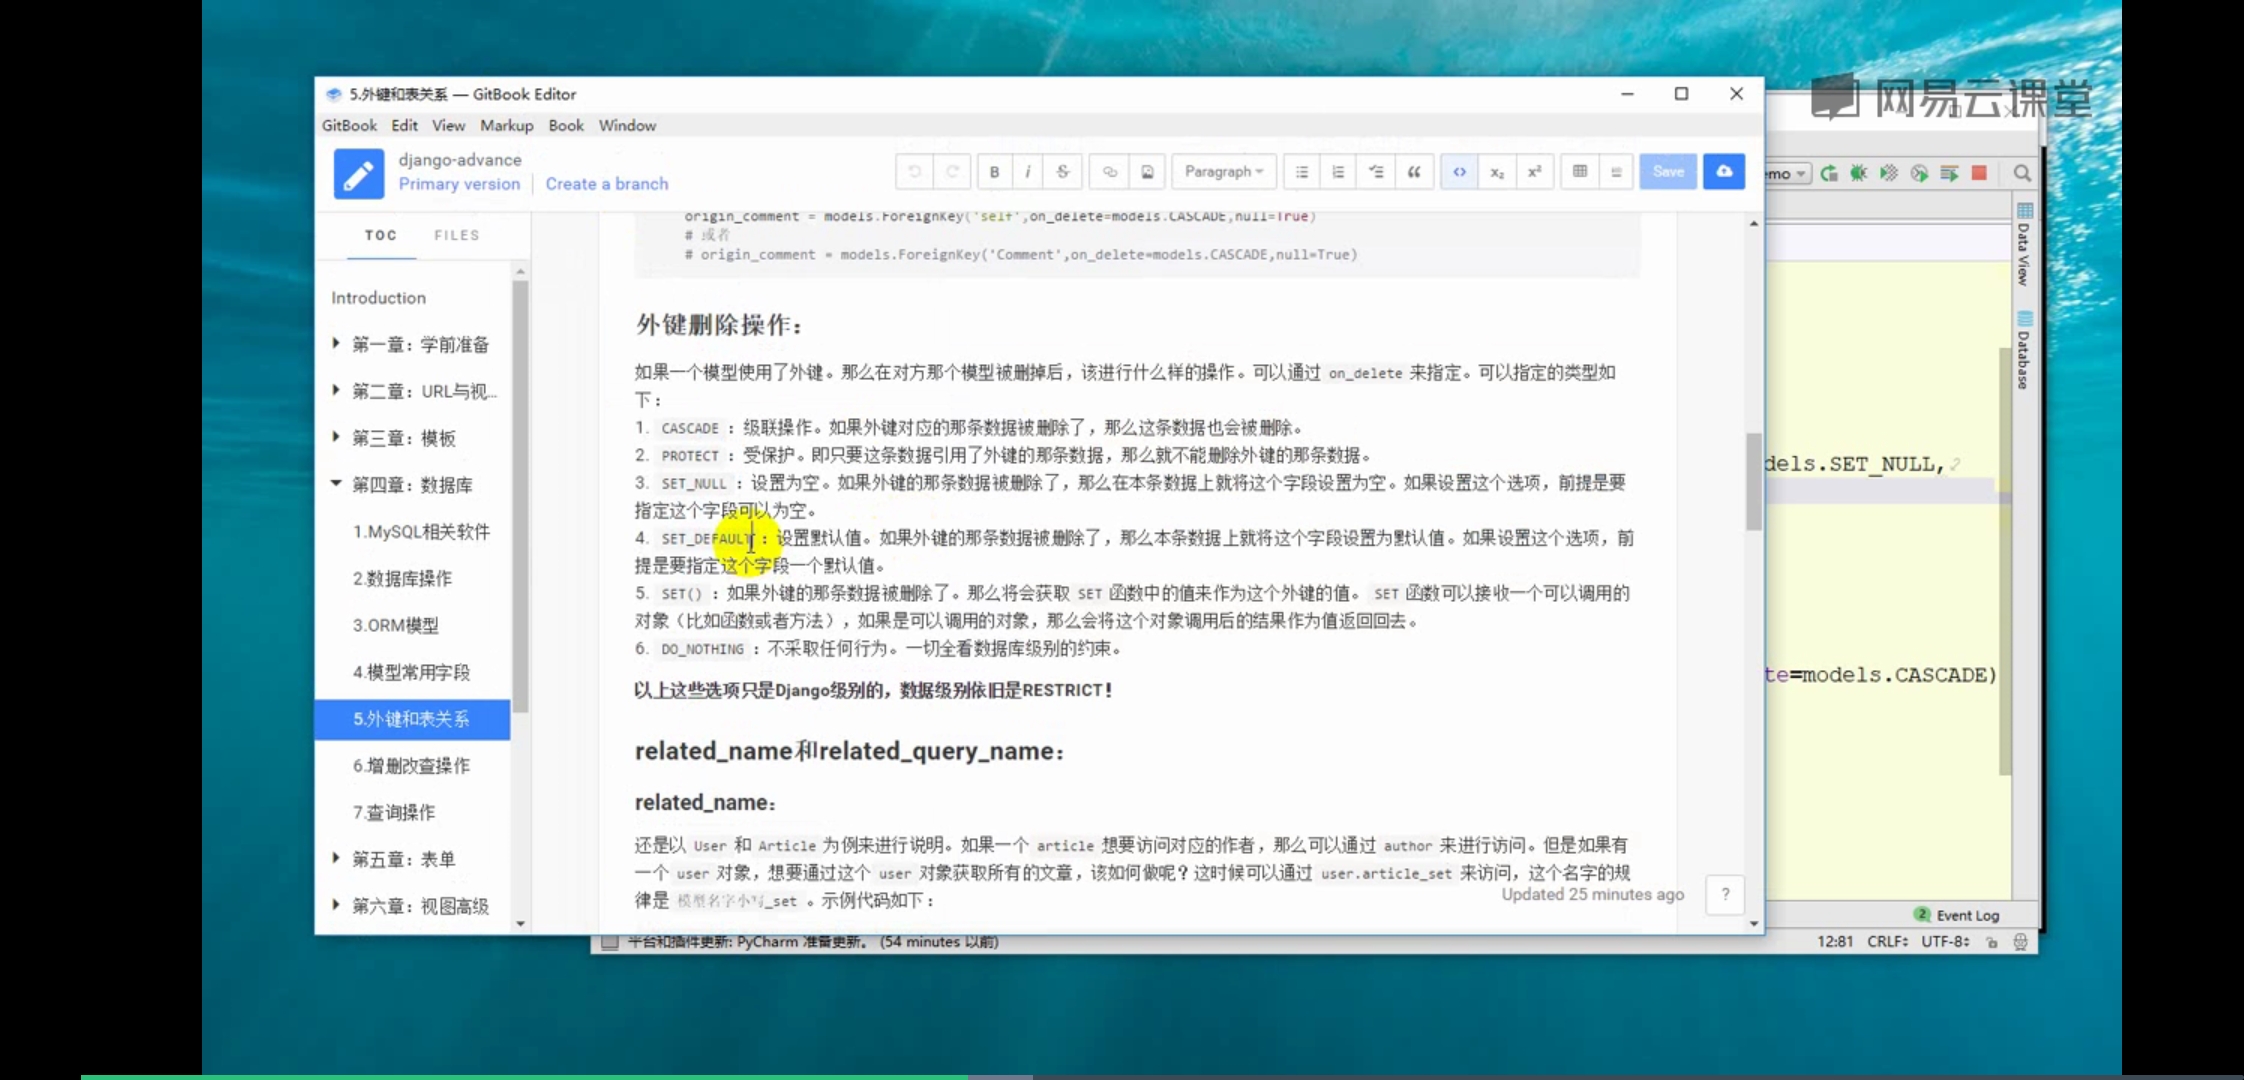 网易云课堂
5.外键和表关系 — GitBook Editor
GitBook Edit View Markup Book Window
django-advance
Primary version Create a branch
B i S Paragraph x₂ x² Save
TOC FILES
Introduction
第一章：学前准备
第二章：URL与视...
第三章：模板
第四章：数据库
1.MySQL相关软件
2.数据库操作
3.ORM模型
4.模型常用字段
5.外键和表关系
6.增删改查操作
7.查询操作
第五章：表单
第六章：视图高级
origin_comment = models.ForeignKey('self',on_delete=models.CASCADE,null=True)
# 或者
# origin_comment = models.ForeignKey('Comment',on_delete=models.CASCADE,null=True)
外键删除操作：
如果一个模型使用了外键。那么在对方那个模型被删掉后，该进行什么样的操作。可以通过 on_delete 来指定。可以指定的类型如
下：
1. CASCADE ：级联操作。如果外键对应的那条数据被删除了，那么这条数据也会被删除。
2. PROTECT ：受保护。即只要这条数据引用了外键的那条数据，那么就不能删除外键的那条数据。
3. SET_NULL ：设置为空。如果外键的那条数据被删除了，那么在本条数据上就将这个字段设置为空。如果设置这个选项，前提是要
指定这个字段可以为空。
4. SET_DEFAULT ：设置默认值。如果外键的那条数据被删除了，那么本条数据上就将这个字段设置为默认值。如果设置这个选项，前
提是要指定这个字段一个默认值。
5. SET() ：如果外键的那条数据被删除了。那么将会获取 SET 函数中的值来作为这个外键的值。 SET 函数可以接收一个可以调用的
对象（比如函数或者方法），如果是可以调用的对象，那么会将这个对象调用后的结果作为值返回回去。
6. DO_NOTHING ：不采取任何行为。一切全看数据库级别的约束。
以上这些选项只是Django级别的，数据级别依旧是RESTRICT！
related_name和related_query_name：
related_name：
还是以 User 和 Article 为例来进行说明。如果一个 article 想要访问对应的作者，那么可以通过 author 来进行访问。但是如果有
一个 user 对象，想要通过这个 user 对象获取所有的文章，该如何做呢？这时候可以通过 user.article_set 来访问，这个名字的规
律是 模型名字小写_set 。示例代码如下：
Updated 25 minutes ago
?
mo
Data View
Database
dels.SET_NULL,
te=models.CASCADE)
2 Event Log
平台和插件更新: PyCharm 准备更新。 (54 minutes 以前)
12:81 CRLF UTF-8